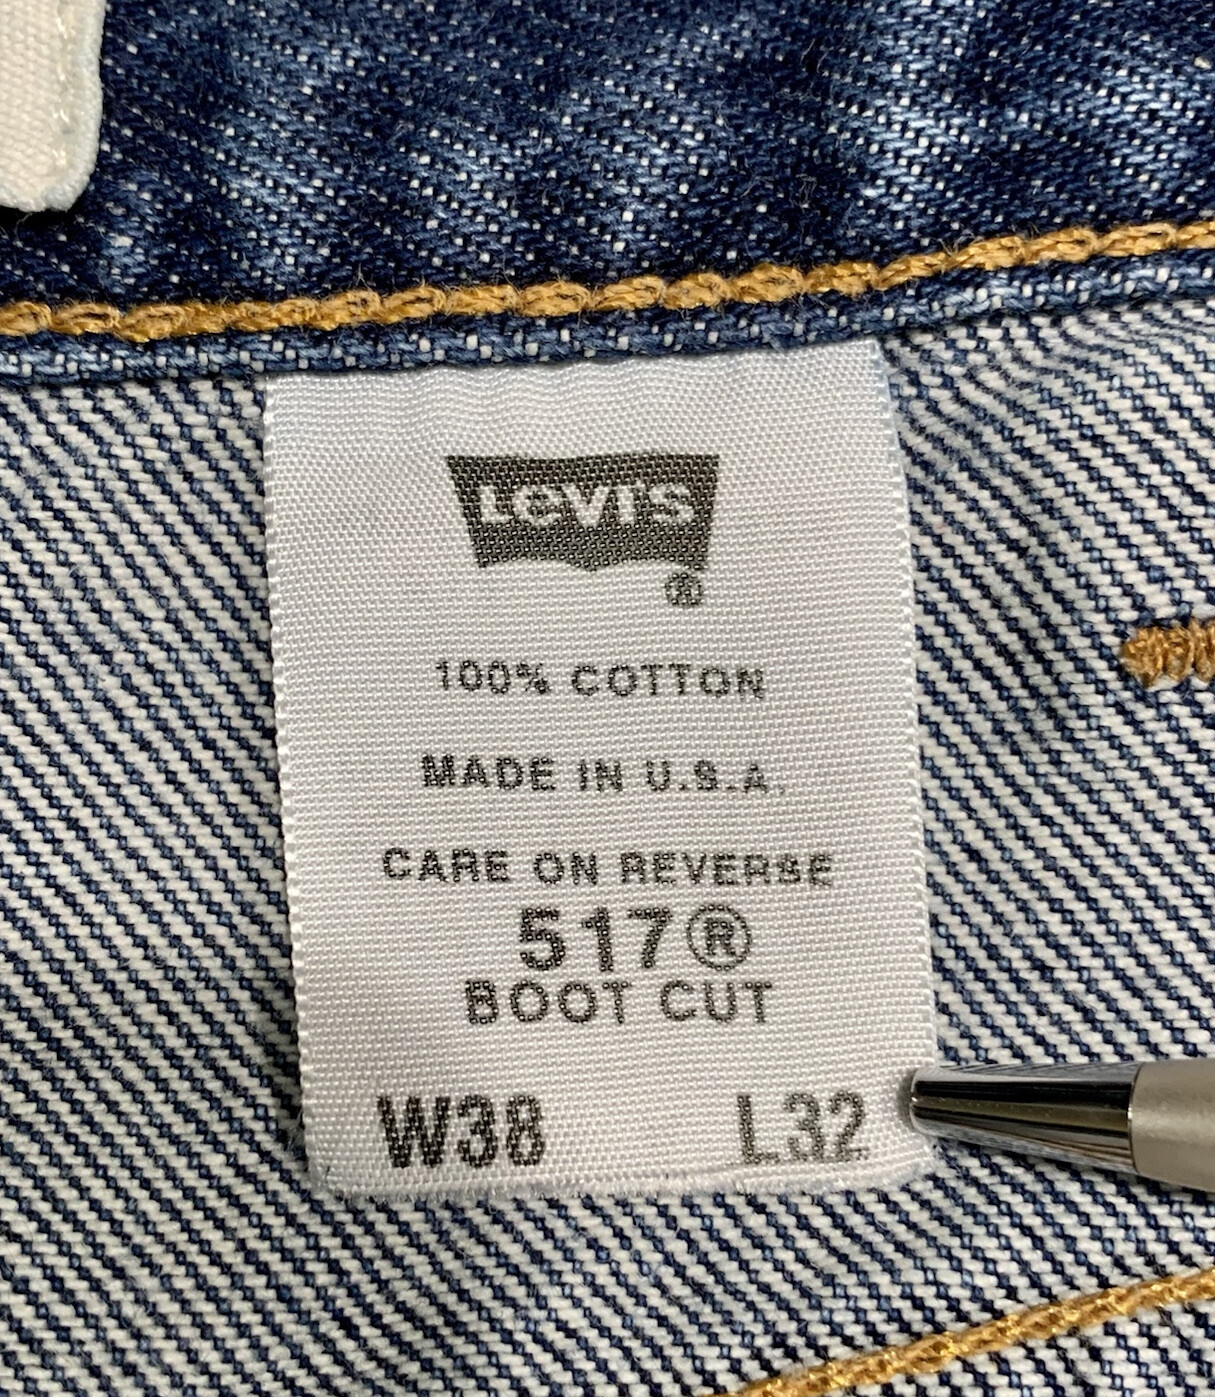 Levi's
®
100% COTTON
MADE IN U.S.A.
CARE ON REVERSE
517®
BOOT CUT
W38 L32